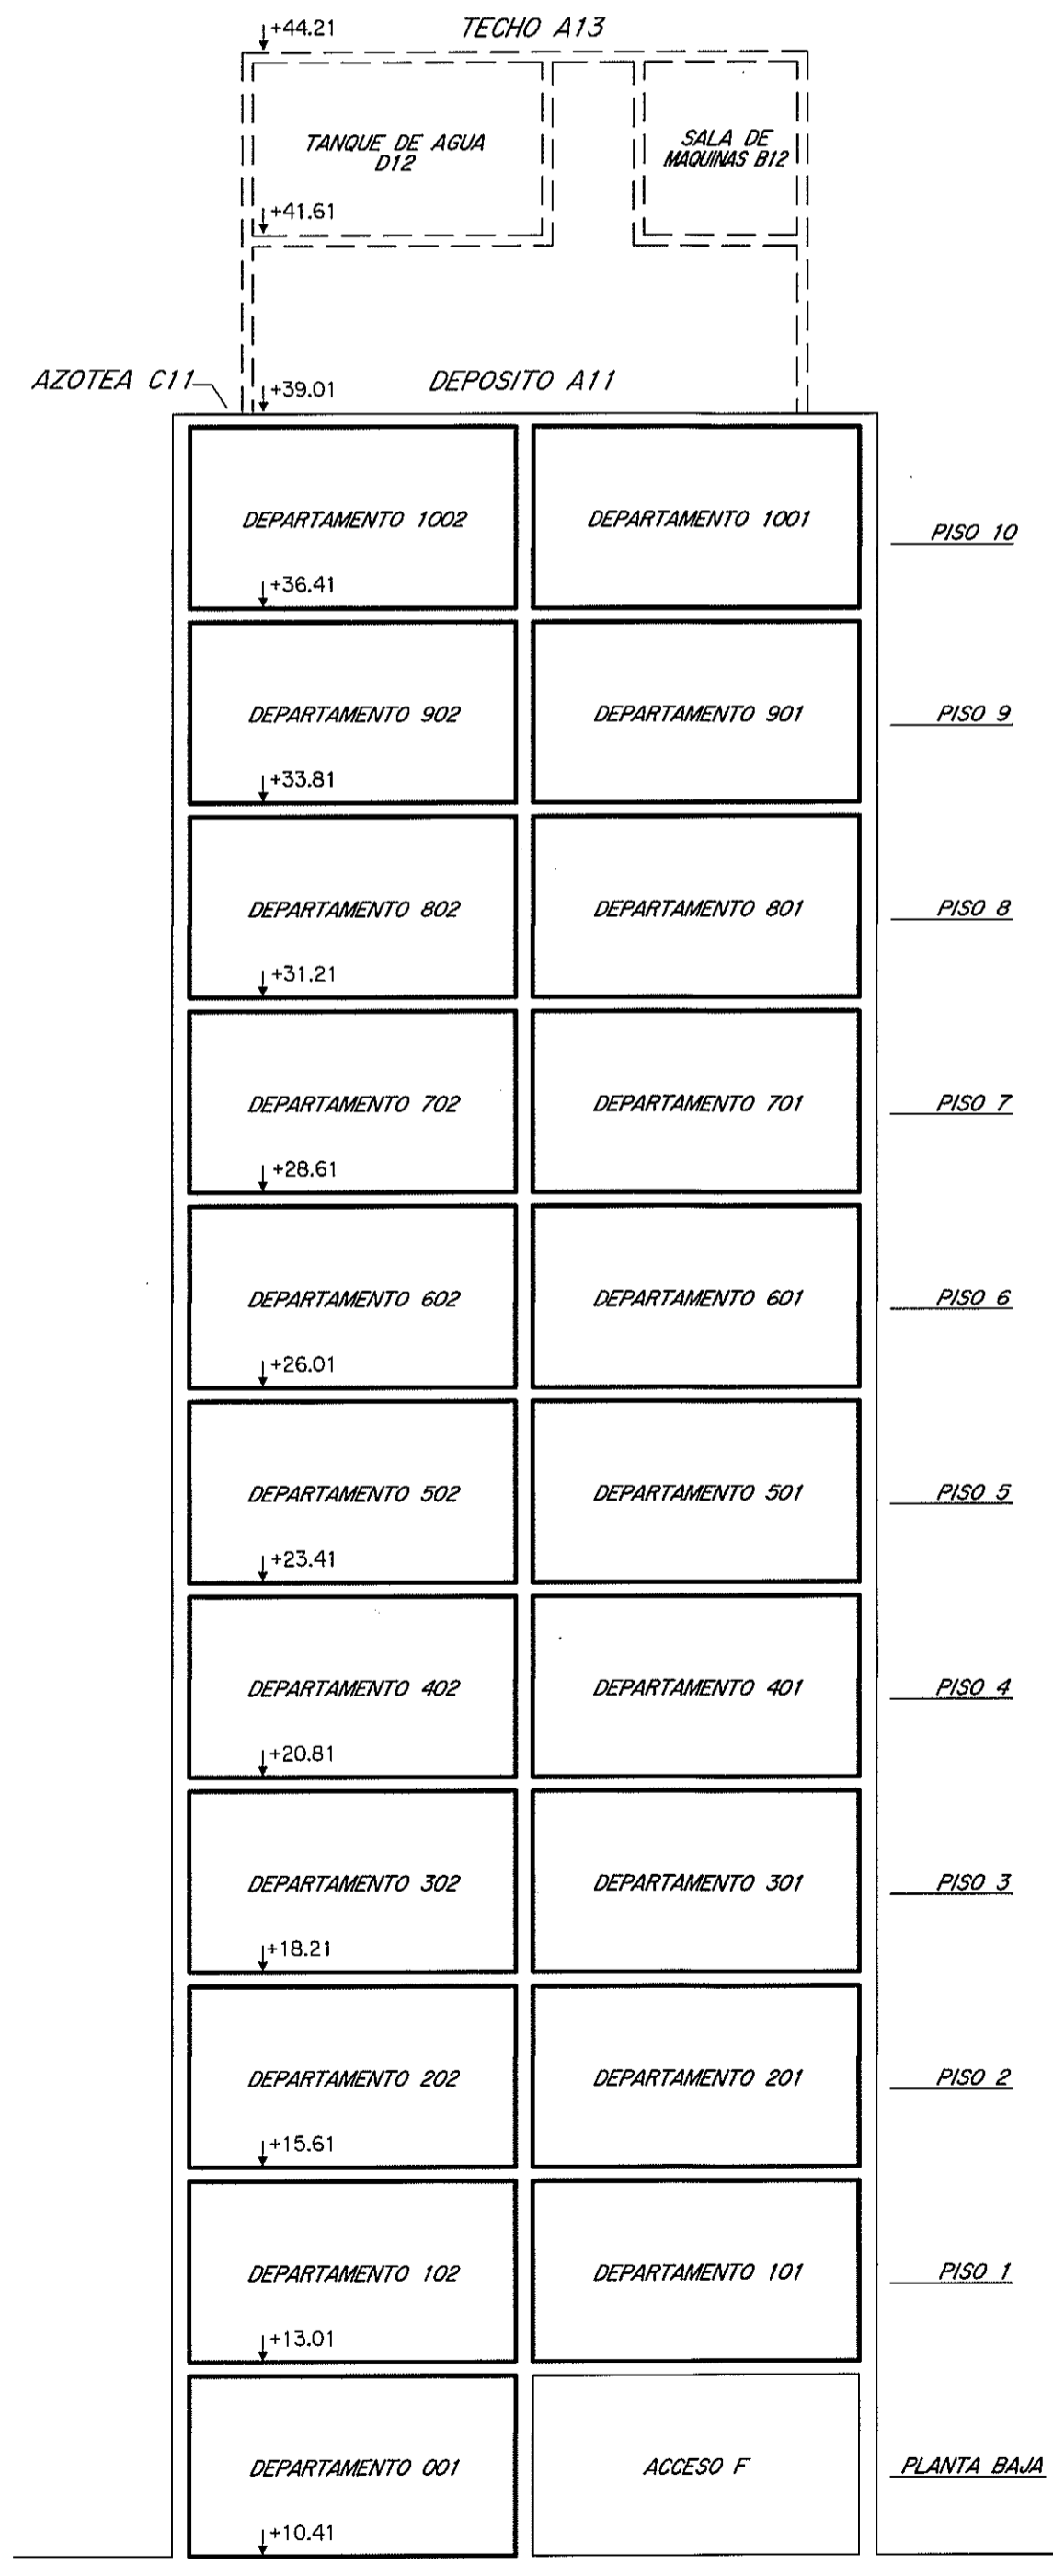 +44.21
TECHO A13
TANQUE DE AGUA
D12
SALA DE
MAQUINAS B12
+41.61
AZOTEA C11
+39.01
DEPOSITO A11
DEPARTAMENTO 1002
DEPARTAMENTO 1001
PISO 10
+36.41
DEPARTAMENTO 902
DEPARTAMENTO 901
PISO 9
+33.81
DEPARTAMENTO 802
DEPARTAMENTO 801
PISO 8
+31.21
DEPARTAMENTO 702
DEPARTAMENTO 701
PISO 7
+28.61
DEPARTAMENTO 602
DEPARTAMENTO 601
PISO 6
+26.01
DEPARTAMENTO 502
DEPARTAMENTO 501
PISO 5
+23.41
DEPARTAMENTO 402
DEPARTAMENTO 401
PISO 4
+20.81
DEPARTAMENTO 302
DEPARTAMENTO 301
PISO 3
+18.21
DEPARTAMENTO 202
DEPARTAMENTO 201
PISO 2
+15.61
DEPARTAMENTO 102
DEPARTAMENTO 101
PISO 1
+13.01
DEPARTAMENTO 001
ACCESO F
PLANTA BAJA
+10.41